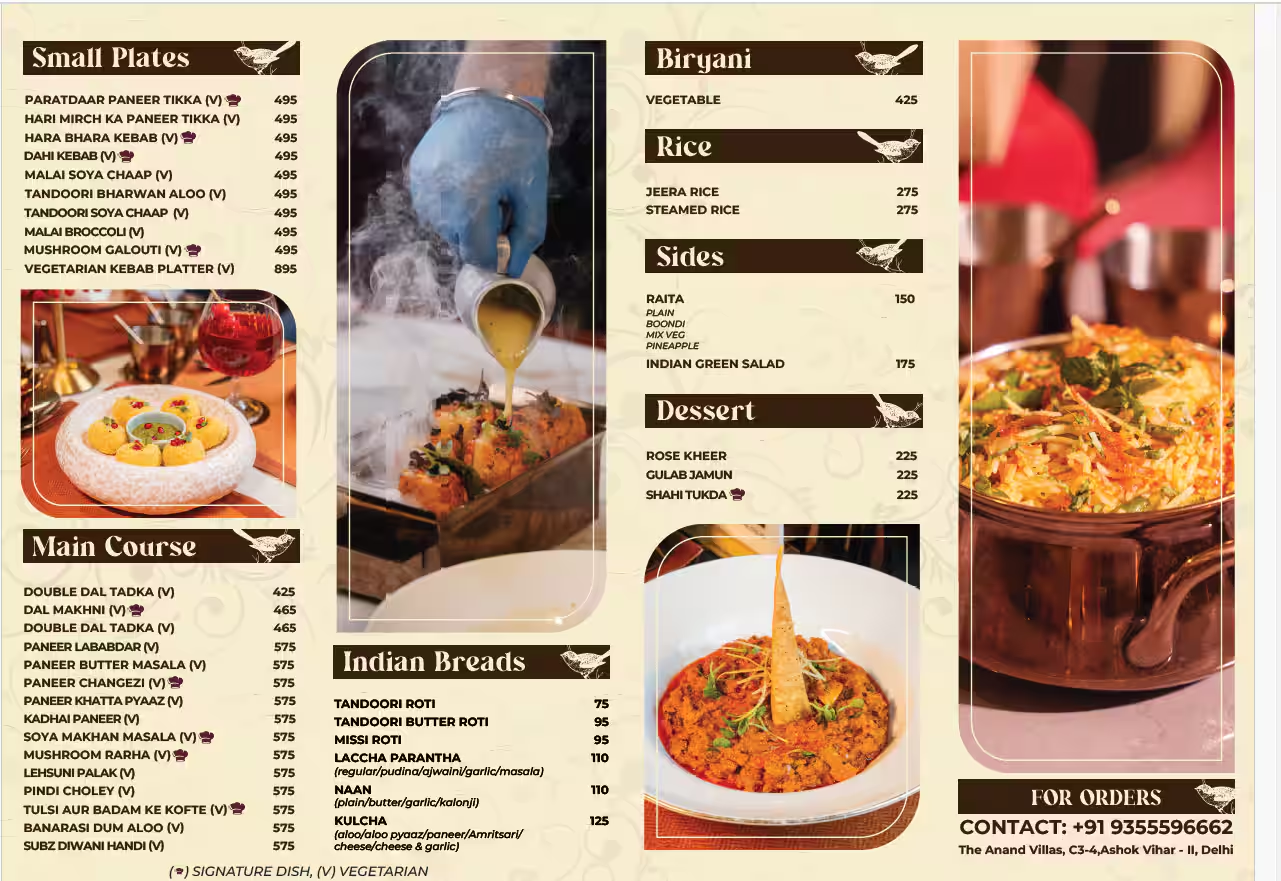 Small Plates
PARATDAAR PANEER TIKKA (V) 495
HARI MIRCH KA PANEER TIKKA (V) 495
HARA BHARA KEBAB (V) 495
DAHI KEBAB (V) 495
MALAI SOYA CHAAP (V) 495
TANDOORI BHARWAN ALOO (V) 495
TANDOORI SOYA CHAAP (V) 495
MALAI BROCCOLI (V) 495
MUSHROOM GALOUTI (V) 495
VEGETARIAN KEBAB PLATTER (V) 895
Main Course
DOUBLE DAL TADKA (V) 425
DAL MAKHNI (V) 465
DOUBLE DAL TADKA (V) 465
PANEER LABABDAR (V) 575
PANEER BUTTER MASALA (V) 575
PANEER CHANGEZI (V) 575
PANEER KHATTA PYAAZ (V) 575
KADHAI PANEER (V) 575
SOYA MAKHAN MASALA (V) 575
MUSHROOM RARHA (V) 575
LEHSUNI PALAK (V) 575
PINDI CHOLEY (V) 575
TULSI AUR BADAM KE KOFTE (V) 575
BANARASI DUM ALOO (V) 575
SUBZ DIWANI HANDI (V) 575
Indian Breads
TANDOORI ROTI 75
TANDOORI BUTTER ROTI 95
MISSI ROTI 95
LACCHA PARANTHA 110
(regular/pudina/ajwaini/garlic/masala)
NAAN 110
(plain/butter/garlic/kalonji)
KULCHA 125
(aloo/aloo pyaaz/paneer/Amritsari/
cheese/cheese & garlic)
() SIGNATURE DISH, (V) VEGETARIAN
Biryani
VEGETABLE 425
Rice
JEERA RICE 275
STEAMED RICE 275
Sides
RAITA 150
PLAIN
BOONDI
MIX VEG
PINEAPPLE
INDIAN GREEN SALAD 175
Dessert
ROSE KHEER 225
GULAB JAMUN 225
SHAHI TUKDA 225
FOR ORDERS
CONTACT: +91 9355596662
The Anand Villas, C3-4,Ashok Vihar - II, Delhi